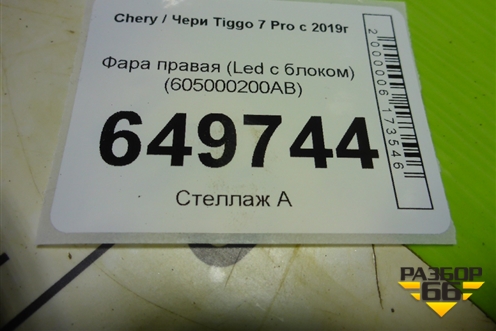 Chery / Чери Tiggo 7 Pro с 2019г
Фара правая (Led с блоком)
(605000200AB)
649744
Стеллаж А
2000006173546
РАЗБОР
66